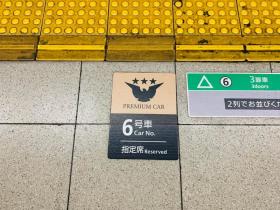 PREMIUM CAR
6号車
Car No.
指定席 Reserved
6
3扉車
3doors
2列でお並びくだ